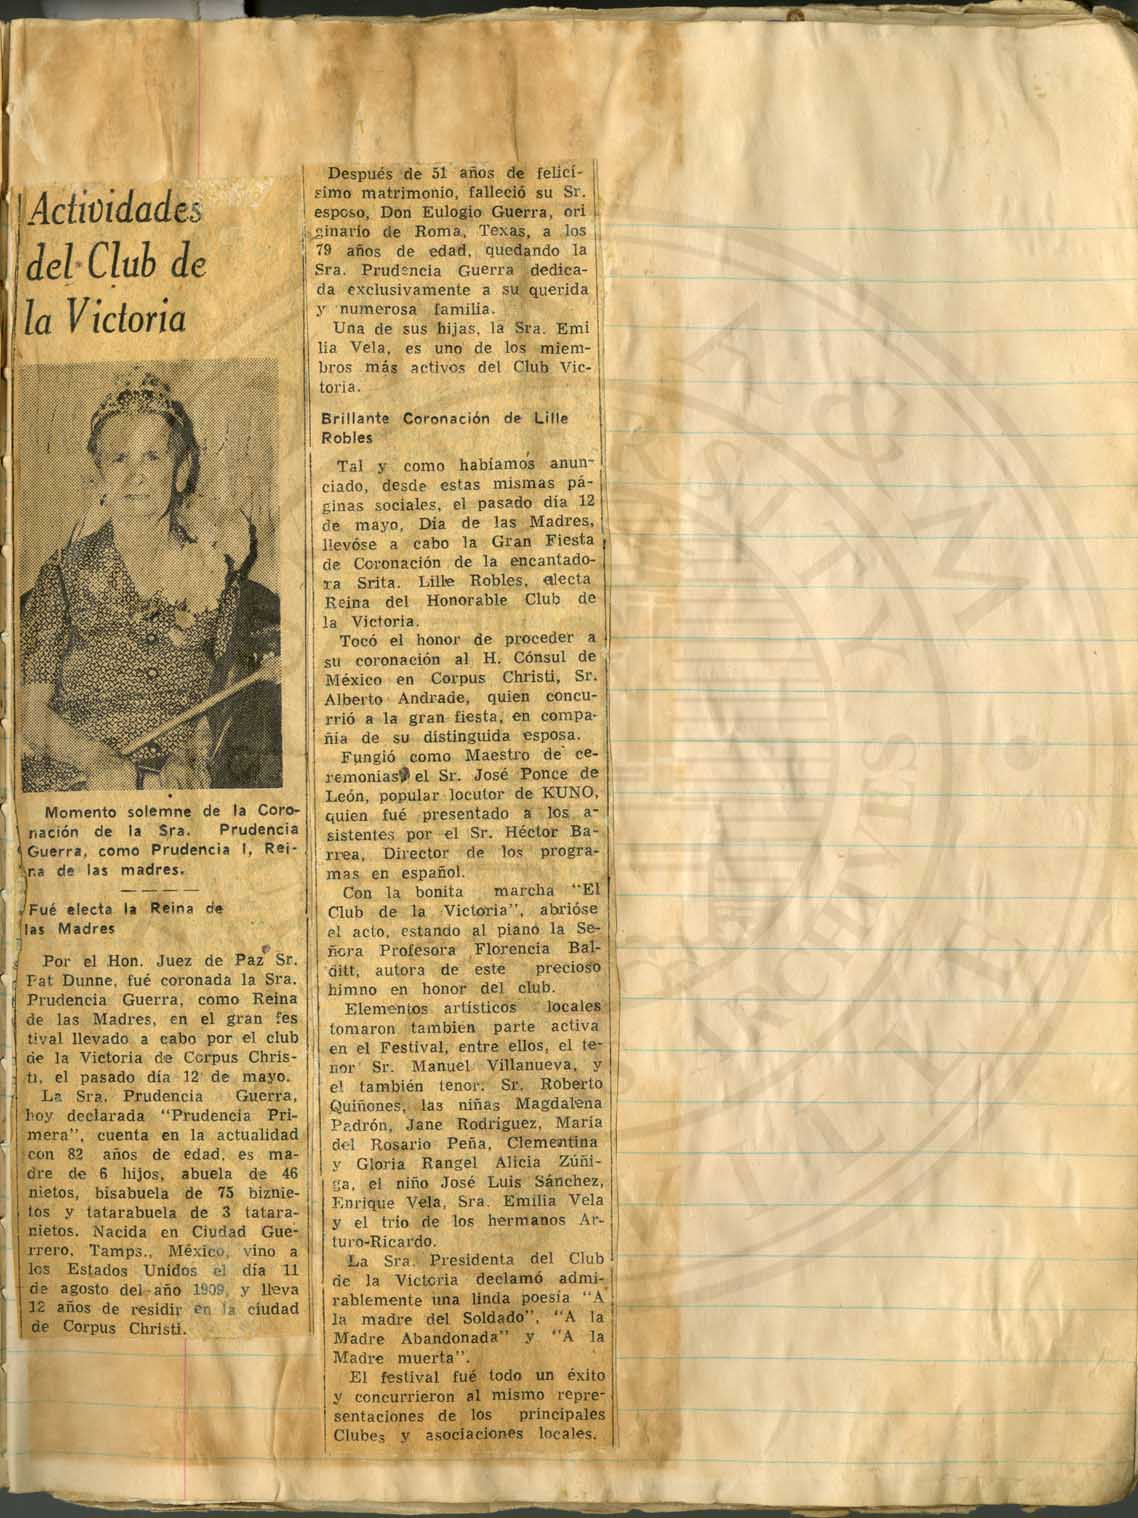 Actividades
del Club de
la Victoria
Momento solemne de la Coro-
nación de la Sra. Prudencia
Guerra, como Prudencia I, Rei-
na de las madres.
Fué electa la Reina de
las Madres
Por el Hon. Juez de Paz Sr.
Pat Dunne, fué coronada la Sra.
Prudencia Guerra, como Reina
de las Madres, en el gran fes
tival llevado a cabo por el club
de la Victoria de Corpus Chris-
ti, el pasado día 12 de mayo.
La Sra. Prudencia Guerra,
hoy declarada "Prudencia Pri-
mera", cuenta en la actualidad
con 82 años de edad, es ma-
dre de 6 hijos, abuela de 46
nietos, bisabuela de 75 biznie-
tos y tatarabuela de 3 tatara-
nietos. Nacida en Ciudad Gue-
rrero, Tamps., México, vino a
los Estados Unidos el día 11
de agosto del año 1909, y lleva
12 años de residir en la ciudad
de Corpus Christi.
Después de 51 años de felicí-
simo matrimonio, falleció su Sr.
esposo, Don Eulogio Guerra, ori
ginario de Roma, Texas, a los
79 años de edad, quedando la
Sra. Prudencia Guerra dedica-
da exclusivamente a su querida
y numerosa familia.
Una de sus hijas, la Sra. Emi
lia Vela, es uno de los miem-
bros más activos del Club Vic-
toria.
Brillante Coronación de Lille
Robles
Tal y como habíamos anun-
ciado, desde estas mismas pá-
ginas sociales, el pasado día 12
de mayo, Día de las Madres,
llevóse a cabo la Gran Fiesta
de Coronación de la encantado-
ra Srita. Lille Robles, electa
Reina del Honorable Club de
la Victoria.
Tocó el honor de proceder a
su coronación al H. Cónsul de
México en Corpus Christi, Sr.
Alberto Andrade, quien concu-
rrió a la gran fiesta, en compa-
ñía de su distinguida esposa.
Fungió como Maestro de ce-
remonias, el Sr. José Ponce de
León, popular locutor de KUNO,
quien fué presentado a los a-
sistentes por el Sr. Héctor Ba-
rrea, Director de los progra-
mas en español.
Con la bonita marcha "El
Club de la Victoria", abrióse
el acto, estando al piano la Se-
ñora Profesora Florencia Bal-
ditt, autora de este precioso
himno en honor del club.
Elementos artísticos locales
tomaron también parte activa
en el Festival, entre ellos, el te-
nor Sr. Manuel Villanueva, y
el también tenor, Sr. Roberto
Quiñones, las niñas Magdalena
Padrón, Jane Rodríguez, María
del Rosario Peña, Clementina
y Gloria Rangel Alicia Zúñi-
ga, el niño José Luis Sánchez,
Enrique Vela, Sra. Emilia Vela
y el trio de los hermanos Ar-
turo-Ricardo.
La Sra. Presidenta del Club
de la Victoria declamó admi-
rablemente una linda poesía "A
la madre del Soldado", "A la
Madre Abandonada" y "A la
Madre muerta".
El festival fué todo un éxito
y concurrieron al mismo repre-
sentaciones de los principales
Clubes y asociaciones locales.